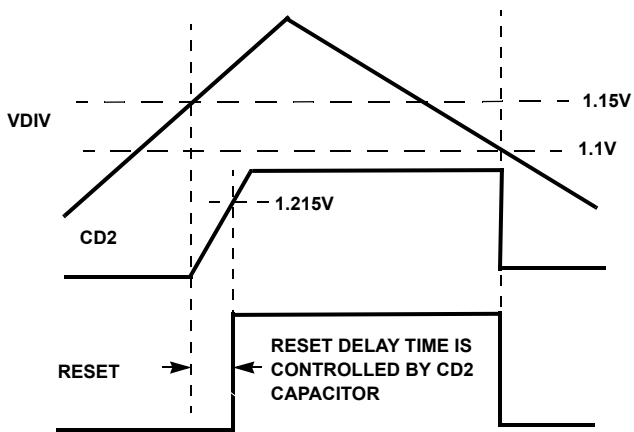 1.15V
VDIV
1.1V
1.215V
CD2
RESET DELAY TIME IS
CONTROLLED BY CD2
CAPACITOR
RESET